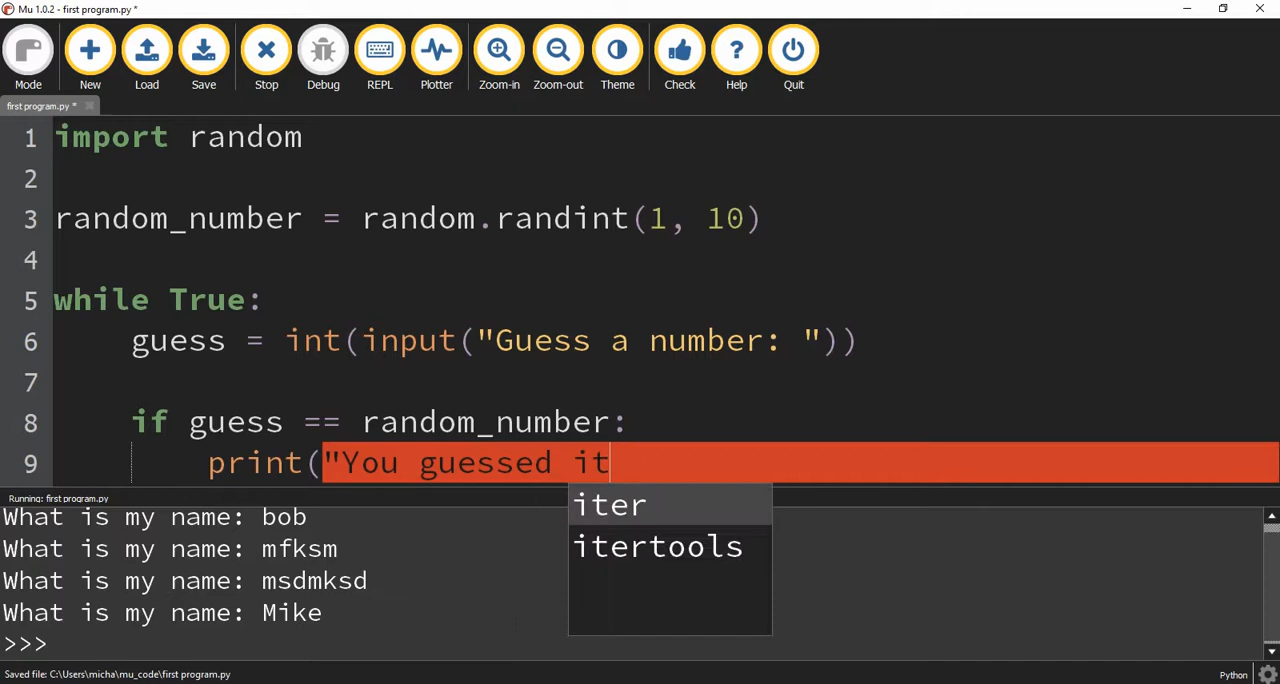 Mu 1.0.2 - first program.py *
Mode New Load Save Stop Debug REPL Plotter Zoom-in Zoom-out Theme Check Help Quit
first program.py *
1 import random
2
3 random_number = random.randint(1, 10)
4
5 while True:
6 guess = int(input("Guess a number: "))
7
8 if guess == random_number:
9 print("You guessed it
iter
itertools
Running: first program.py
What is my name: bob
What is my name: mfksm
What is my name: msdmksd
What is my name: Mike
>>>
Saved file: C:\Users\micha\mu_code\first program.py
Python